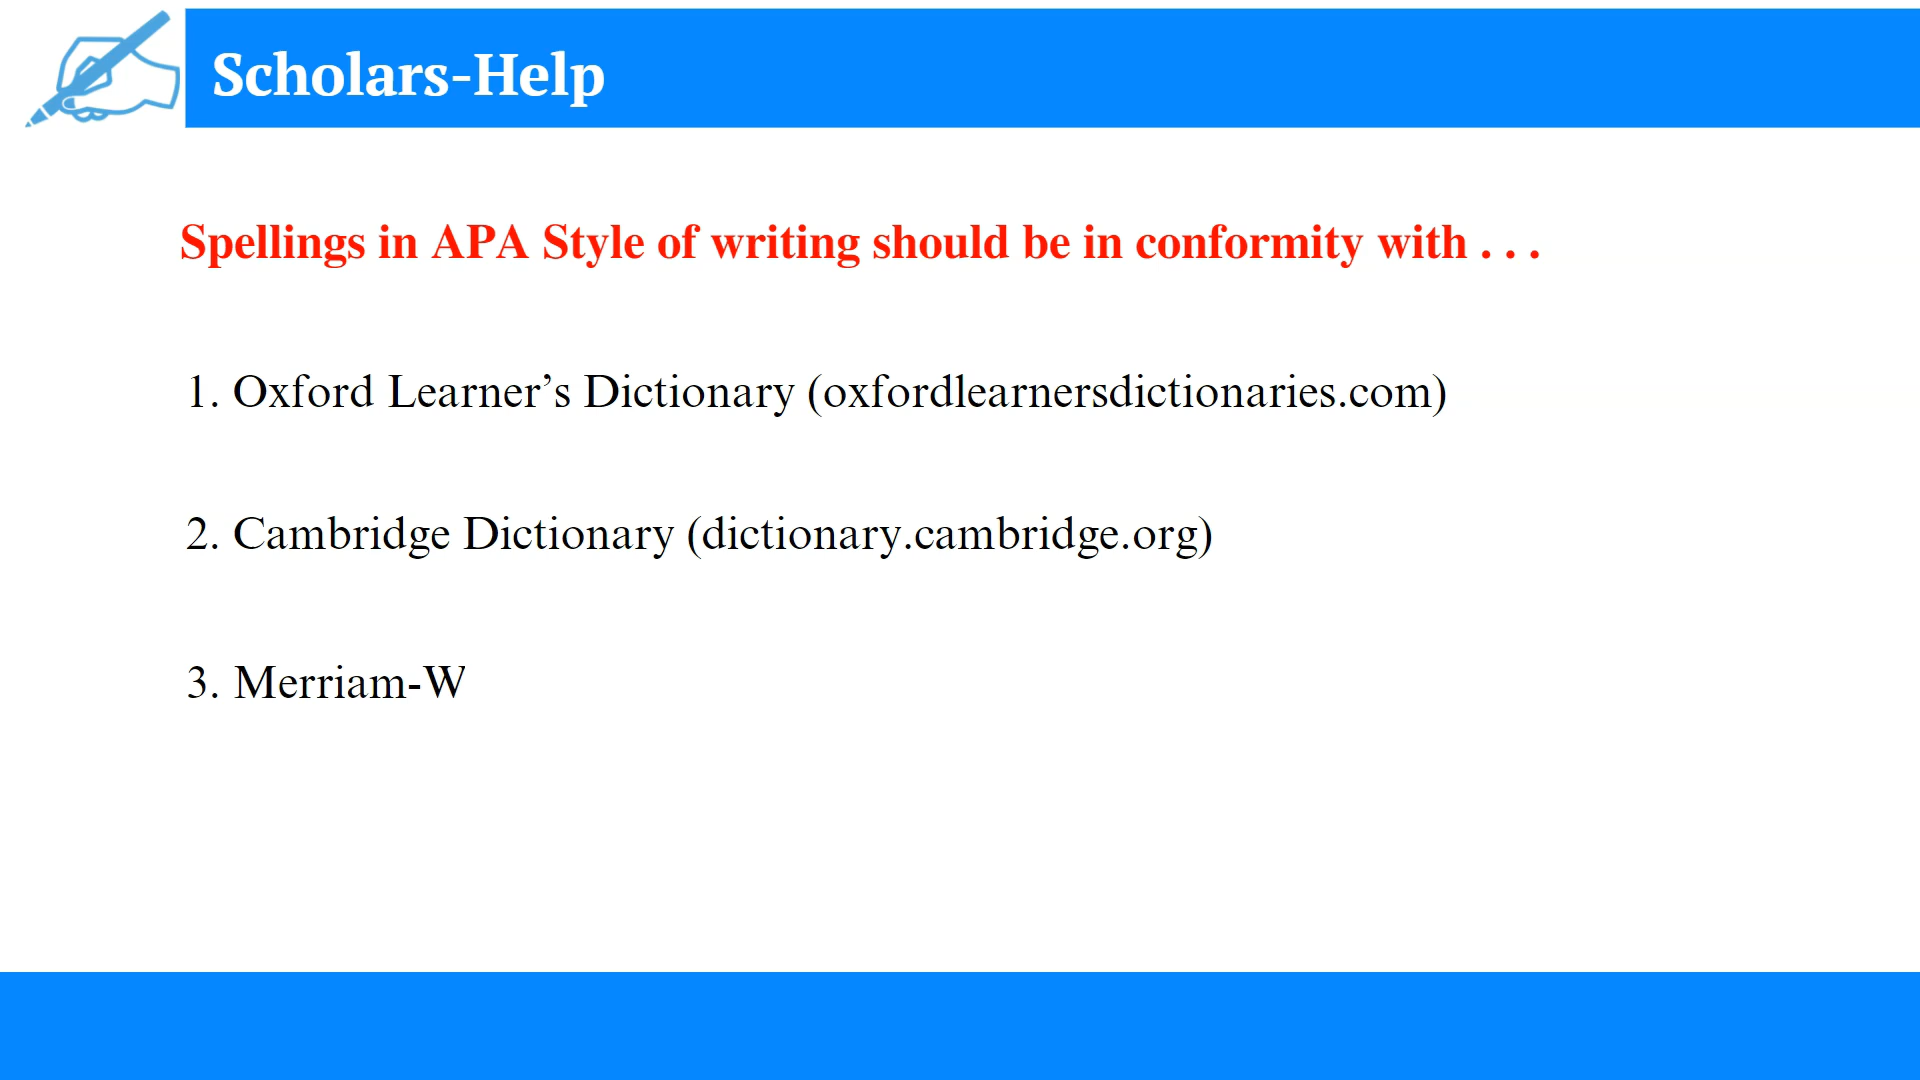 Scholars-Help
Spellings in APA Style of writing should be in conformity with . . .
1. Oxford Learner’s Dictionary (oxfordlearnersdictionaries.com)
2. Cambridge Dictionary (dictionary.cambridge.org)
3. Merriam-W